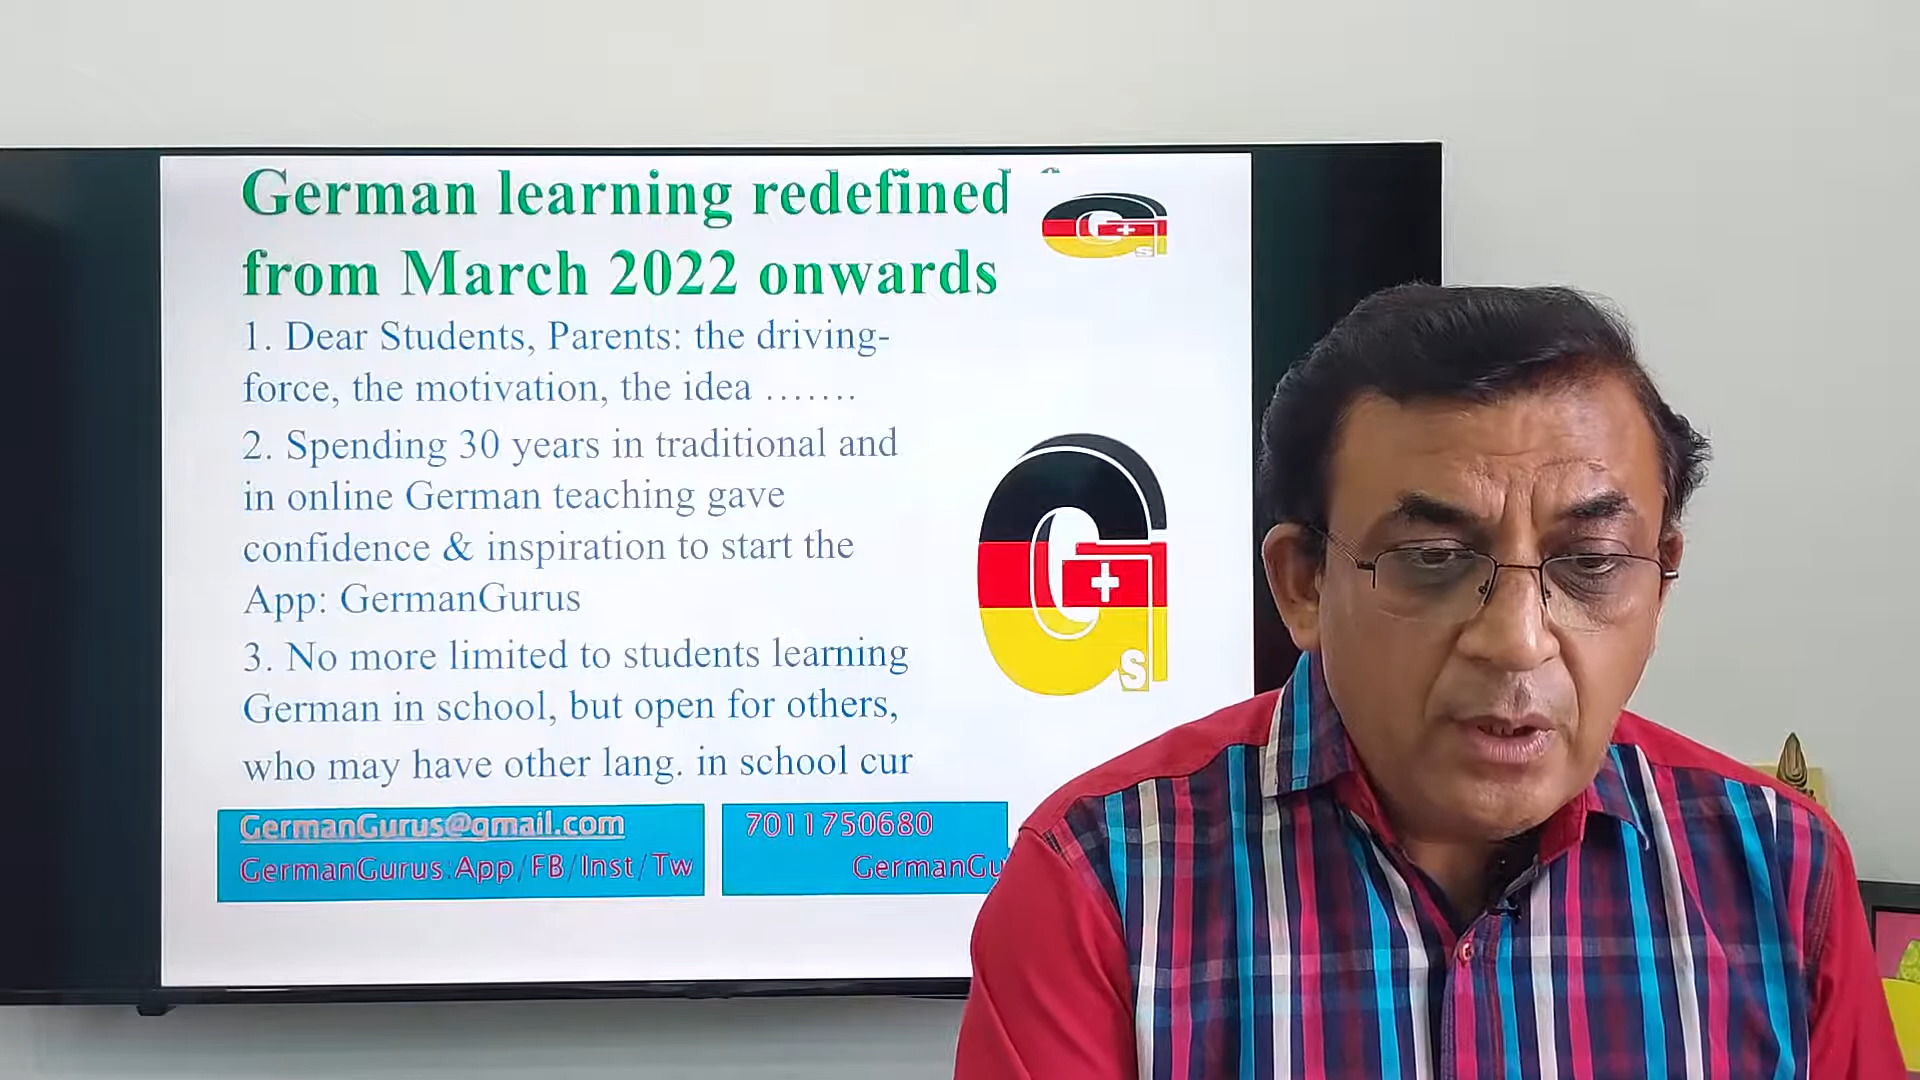 German learning redefined
from March 2022 onwards
1. Dear Students, Parents: the driving-
force, the motivation, the idea …….
2. Spending 30 years in traditional and
in online German teaching gave
confidence & inspiration to start the
App: GermanGurus
3. No more limited to students learning
German in school, but open for others,
who may have other lang. in school cur
GermanGurus@gmail.com
GermanGurus:App/FB/Inst/Tw
7011750680
GermanGu
G s
G s